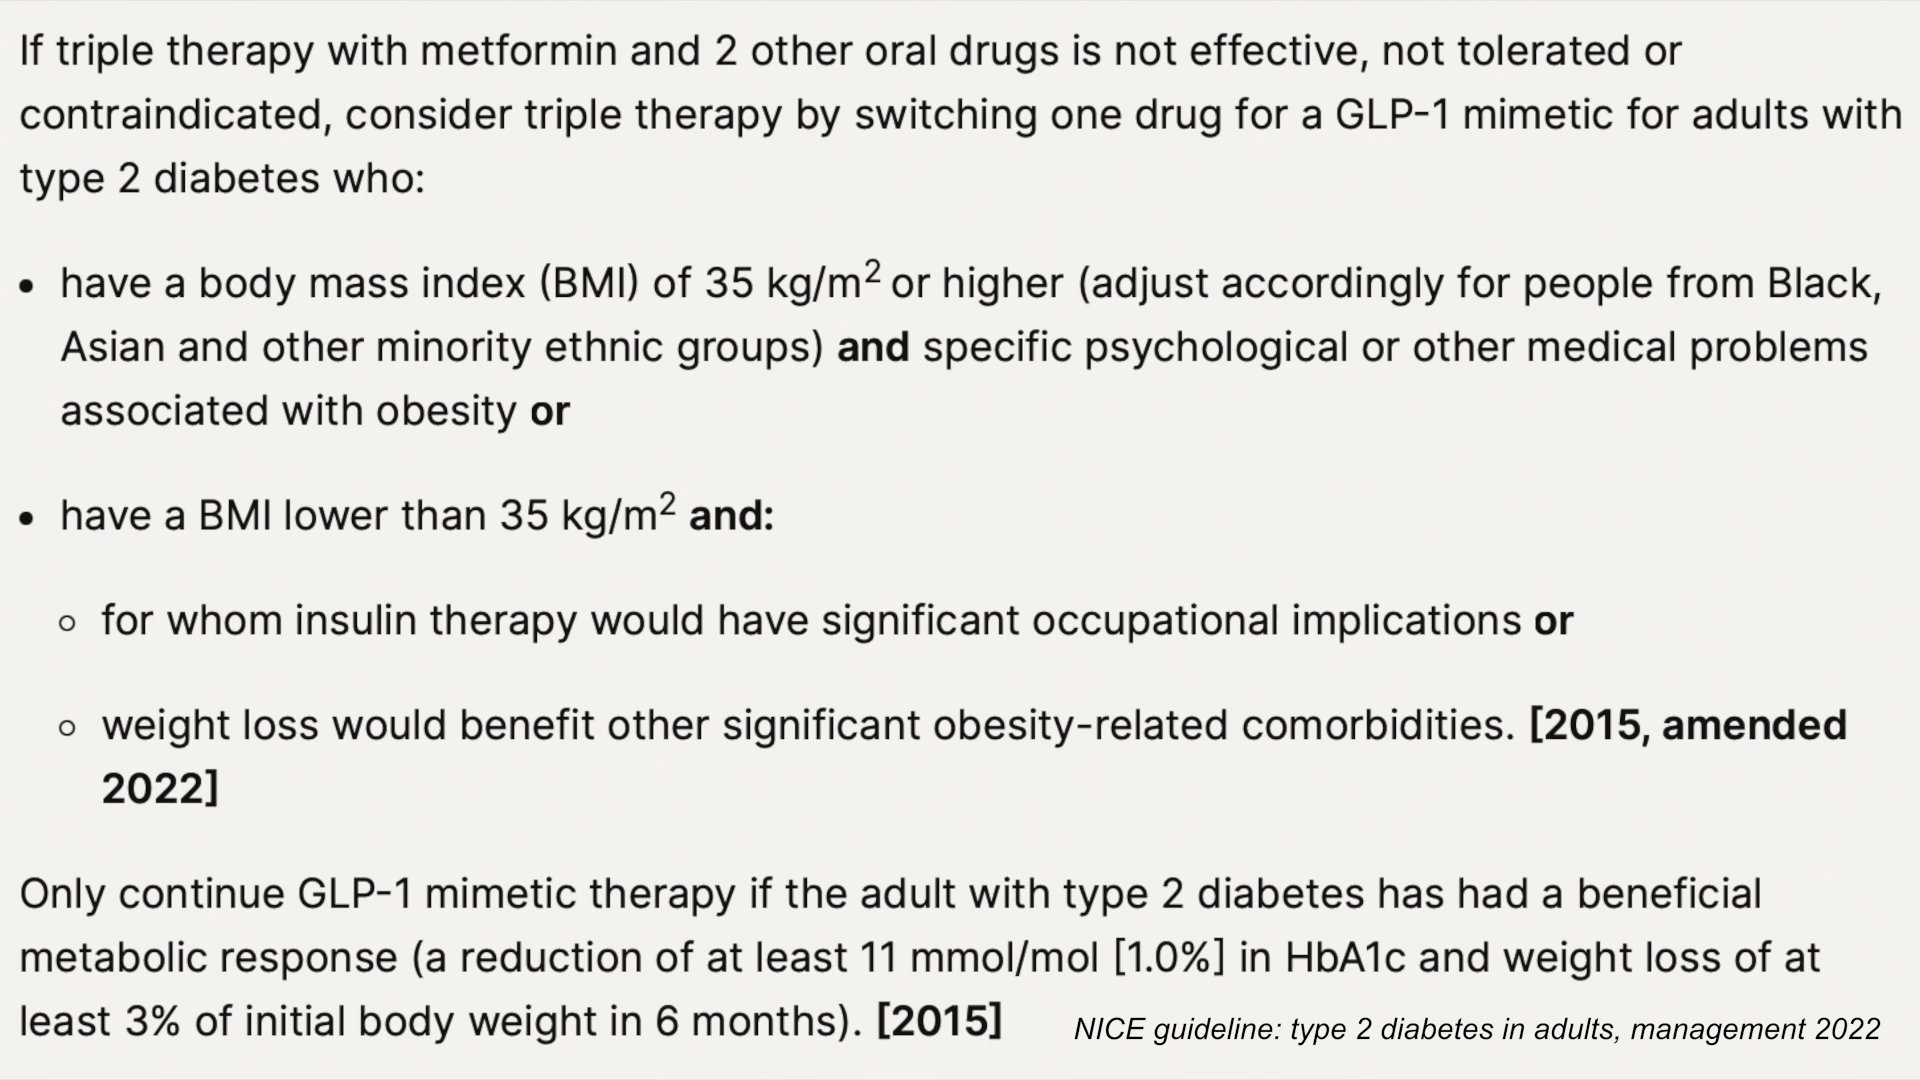 If triple therapy with metformin and 2 other oral drugs is not effective, not tolerated or
contraindicated, consider triple therapy by switching one drug for a GLP-1 mimetic for adults with
type 2 diabetes who:
• have a body mass index (BMI) of 35 kg/m² or higher (adjust accordingly for people from Black,
Asian and other minority ethnic groups) and specific psychological or other medical problems
associated with obesity or
• have a BMI lower than 35 kg/m² and:
○ for whom insulin therapy would have significant occupational implications or
○ weight loss would benefit other significant obesity-related comorbidities. [2015, amended
2022]
Only continue GLP-1 mimetic therapy if the adult with type 2 diabetes has had a beneficial
metabolic response (a reduction of at least 11 mmol/mol [1.0%] in HbA1c and weight loss of at
least 3% of initial body weight in 6 months). [2015]
NICE guideline: type 2 diabetes in adults, management 2022